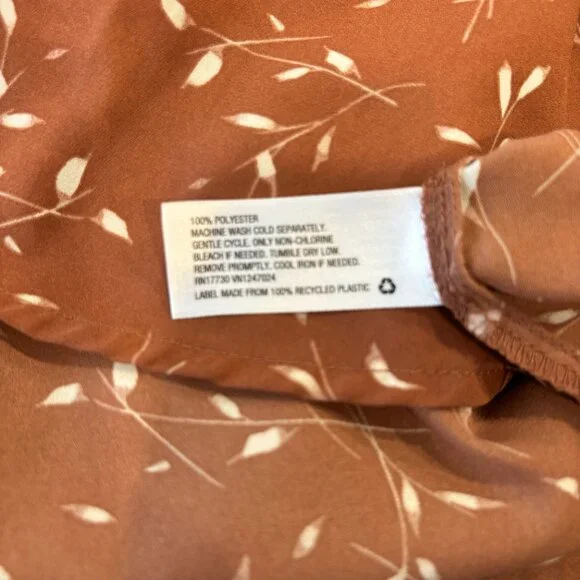 100% POLYESTER
MACHINE WASH COLD SEPARATELY.
GENTLE CYCLE. ONLY NON-CHLORINE
BLEACH IF NEEDED. TUMBLE DRY LOW.
REMOVE PROMPTLY. COOL IRON IF NEEDED.
RN17730 VN1247024
LABEL MADE FROM 100% RECYCLED PLASTIC